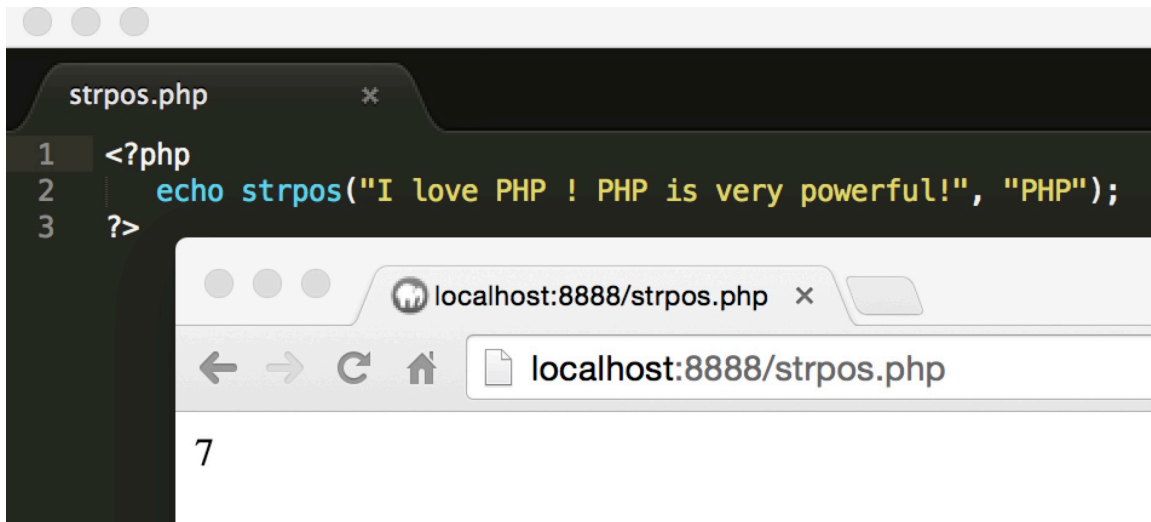 strpos.php
1 <?php
2 echo strpos("I love PHP ! PHP is very powerful!", "PHP");
3 ?>
localhost:8888/strpos.php
localhost:8888/strpos.php
7